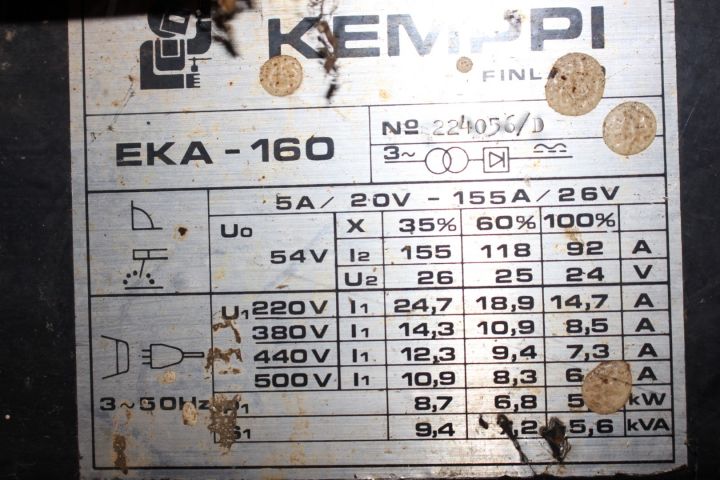 KEMPPI
FINL
EKA-160
Nº 224056/D
3~
5A/20V - 155A/26V
U0 X 35% 60% 100%
54V I2 155 118 92 A
U2 26 25 24 V
U1 220V I1 24,7 18,9 14,7 A
380V I1 14,3 10,9 8,5 A
440V I1 12,3 9,4 7,3 A
500V I1 10,9 8,3 A
3~50Hz 8,7 6,8 kW
S1 9,4 5,6 kVA